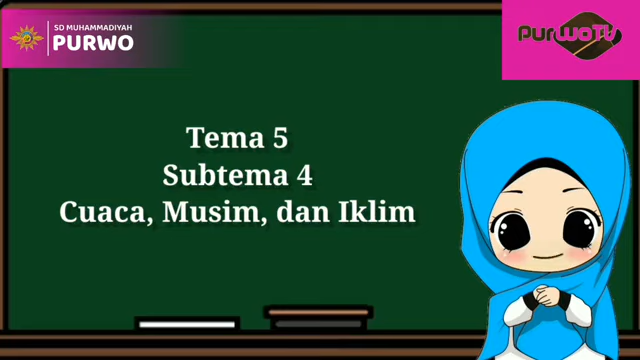 SD MUHAMMADIYAH
PURWO
PurwoTV
Tema 5
Subtema 4
Cuaca, Musim, dan Iklim